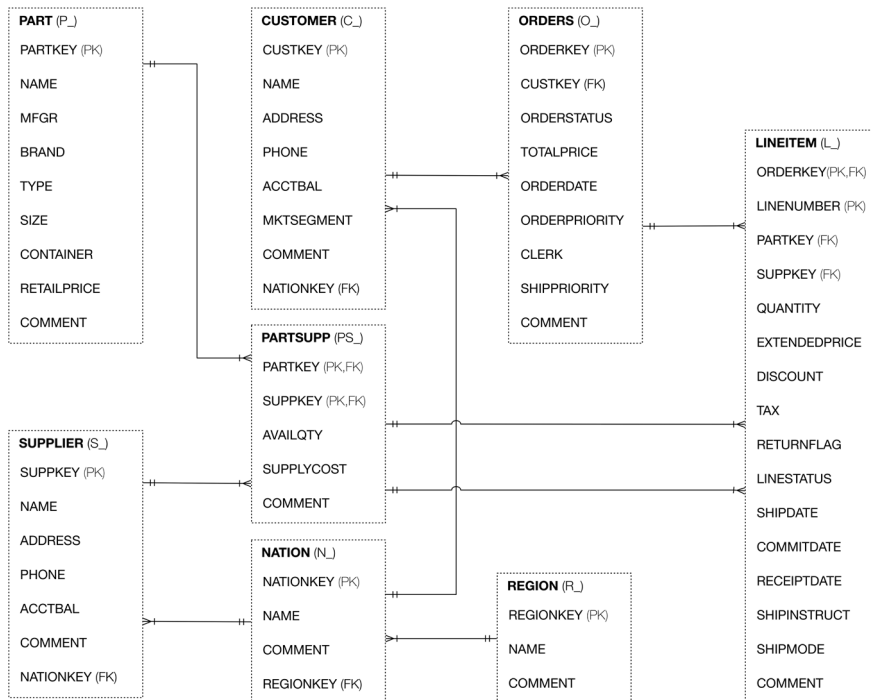 PART (P_)
PARTKEY (PK)
NAME
MFGR
BRAND
TYPE
SIZE
CONTAINER
RETAILPRICE
COMMENT
CUSTOMER (C_)
CUSTKEY (PK)
NAME
ADDRESS
PHONE
ACCTBAL
MKTSEGMENT
COMMENT
NATIONKEY (FK)
ORDERS (O_)
ORDERKEY (PK)
CUSTKEY (FK)
ORDERSTATUS
TOTALPRICE
ORDERDATE
ORDERPRIORITY
CLERK
SHIPPRIORITY
COMMENT
LINEITEM (L_)
ORDERKEY(PK,FK)
LINENUMBER (PK)
PARTKEY (FK)
SUPPKEY (FK)
QUANTITY
EXTENDEDPRICE
DISCOUNT
TAX
RETURNFLAG
LINESTATUS
SHIPDATE
COMMITDATE
RECEIPTDATE
SHIPINSTRUCT
SHIPMODE
COMMENT
PARTSUPP (PS_)
PARTKEY (PK,FK)
SUPPKEY (PK,FK)
AVAILQTY
SUPPLYCOST
COMMENT
SUPPLIER (S_)
SUPPKEY (PK)
NAME
ADDRESS
PHONE
ACCTBAL
COMMENT
NATIONKEY (FK)
NATION (N_)
NATIONKEY (PK)
NAME
COMMENT
REGIONKEY (FK)
REGION (R_)
REGIONKEY (PK)
NAME
COMMENT